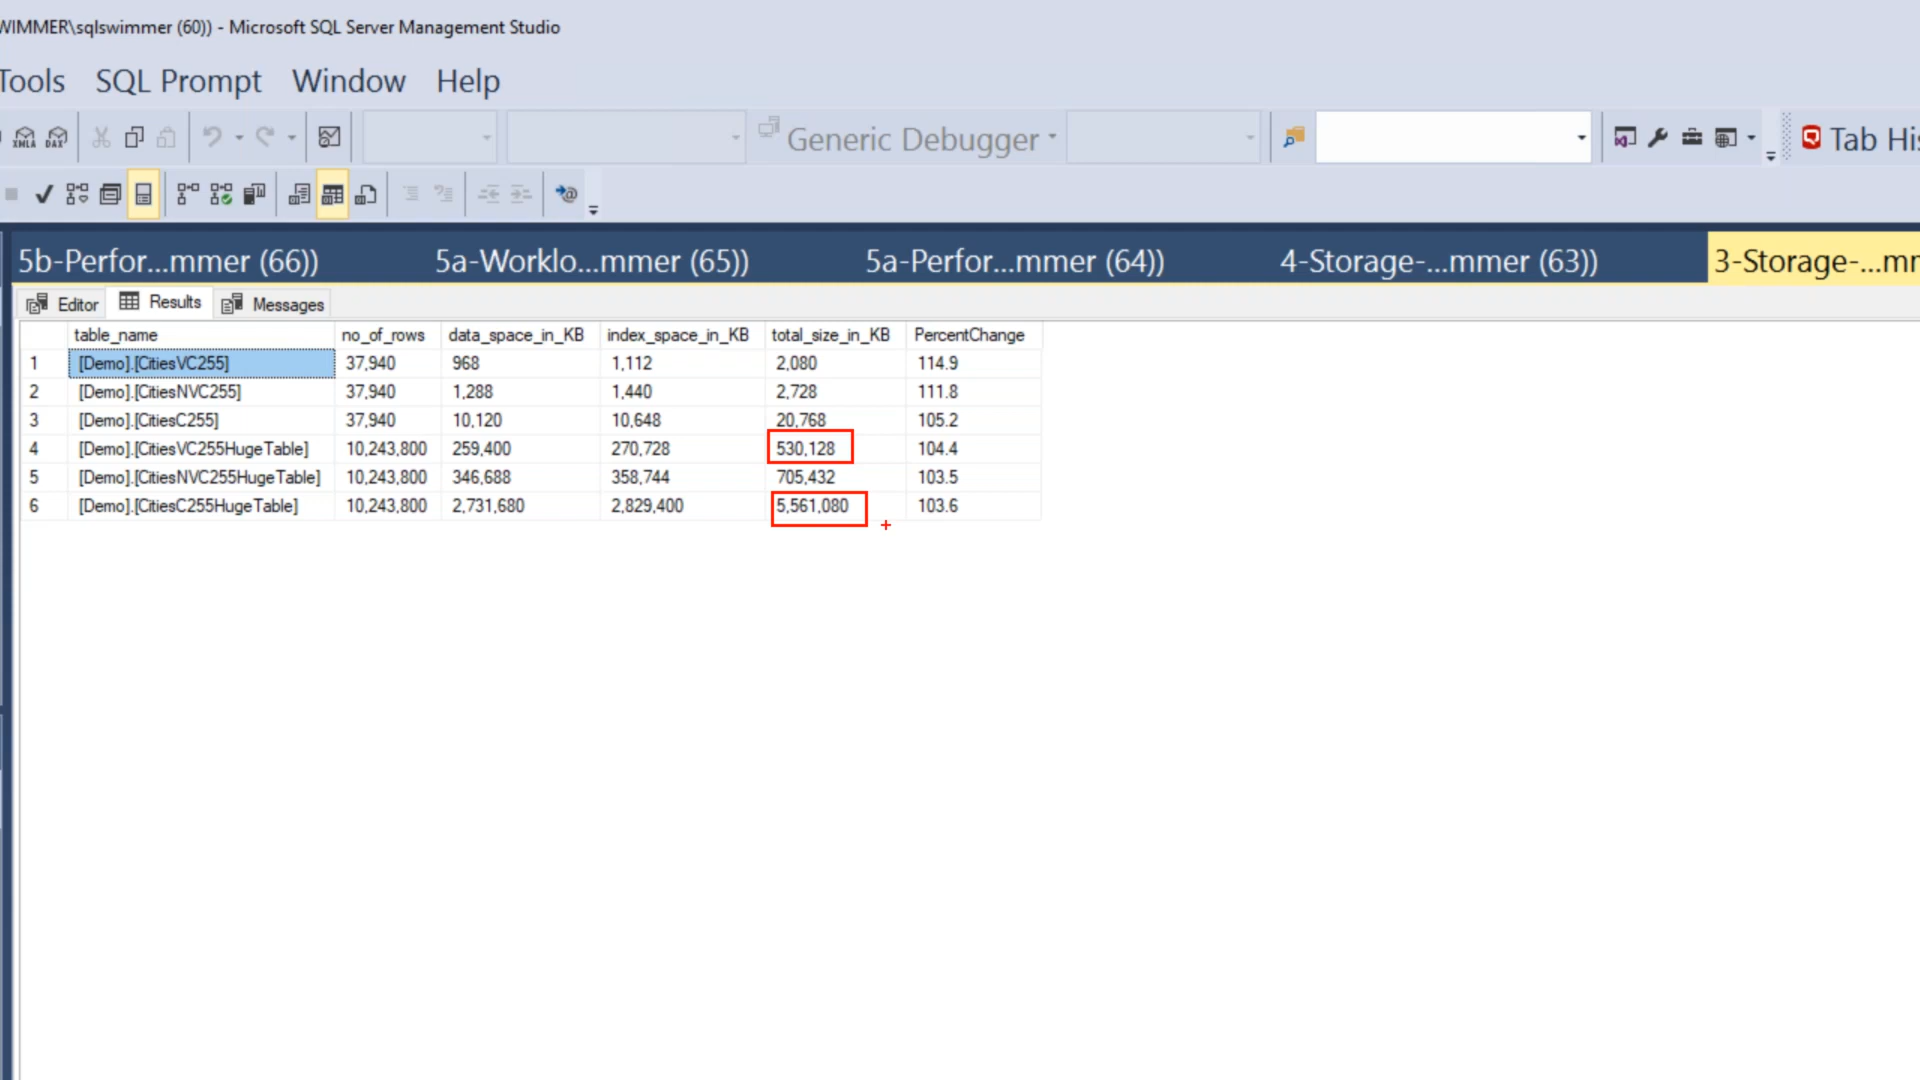 WIMMER\sqlswimmer (60)) - Microsoft SQL Server Management Studio
Tools SQL Prompt Window Help
XMLA DAX Generic Debugger Tab His
5b-Perfor...mmer (66)) 5a-Worklo...mmer (65)) 5a-Perfor...mmer (64)) 4-Storage-...mmer (63)) 3-Storage-...mr
Editor Results Messages
table_name no_of_rows data_space_in_KB index_space_in_KB total_size_in_KB PercentChange
1 [Demo].[CitiesVC255] 37,940 968 1,112 2,080 114.9
2 [Demo].[CitiesNVC255] 37,940 1,288 1,440 2,728 111.8
3 [Demo].[CitiesC255] 37,940 10,120 10,648 20,768 105.2
4 [Demo].[CitiesVC255HugeTable] 10,243,800 259,400 270,728 530,128 104.4
5 [Demo].[CitiesNVC255HugeTable] 10,243,800 346,688 358,744 705,432 103.5
6 [Demo].[CitiesC255HugeTable] 10,243,800 2,731,680 2,829,400 5,561,080 103.6